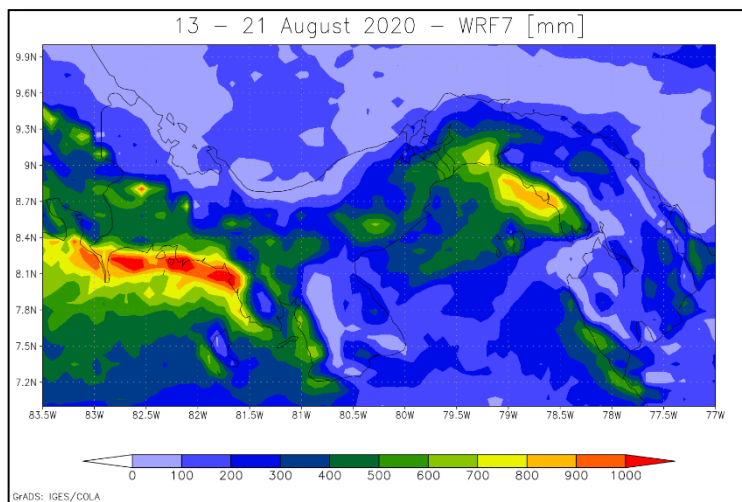 13 – 21 August 2020 – WRF7 [mm]
9.9N
9.6N
9.3N
9N
8.7N
8.4N
8.1N
7.8N
7.5N
7.2N
83.5W 83W 82.5W 82W 81.5W 81W 80.5W 80W 79.5W 79W 78.5W 78W 77.5W 77W
0 100 200 300 400 500 600 700 800 900 1000
GrADS: IGES/COLA